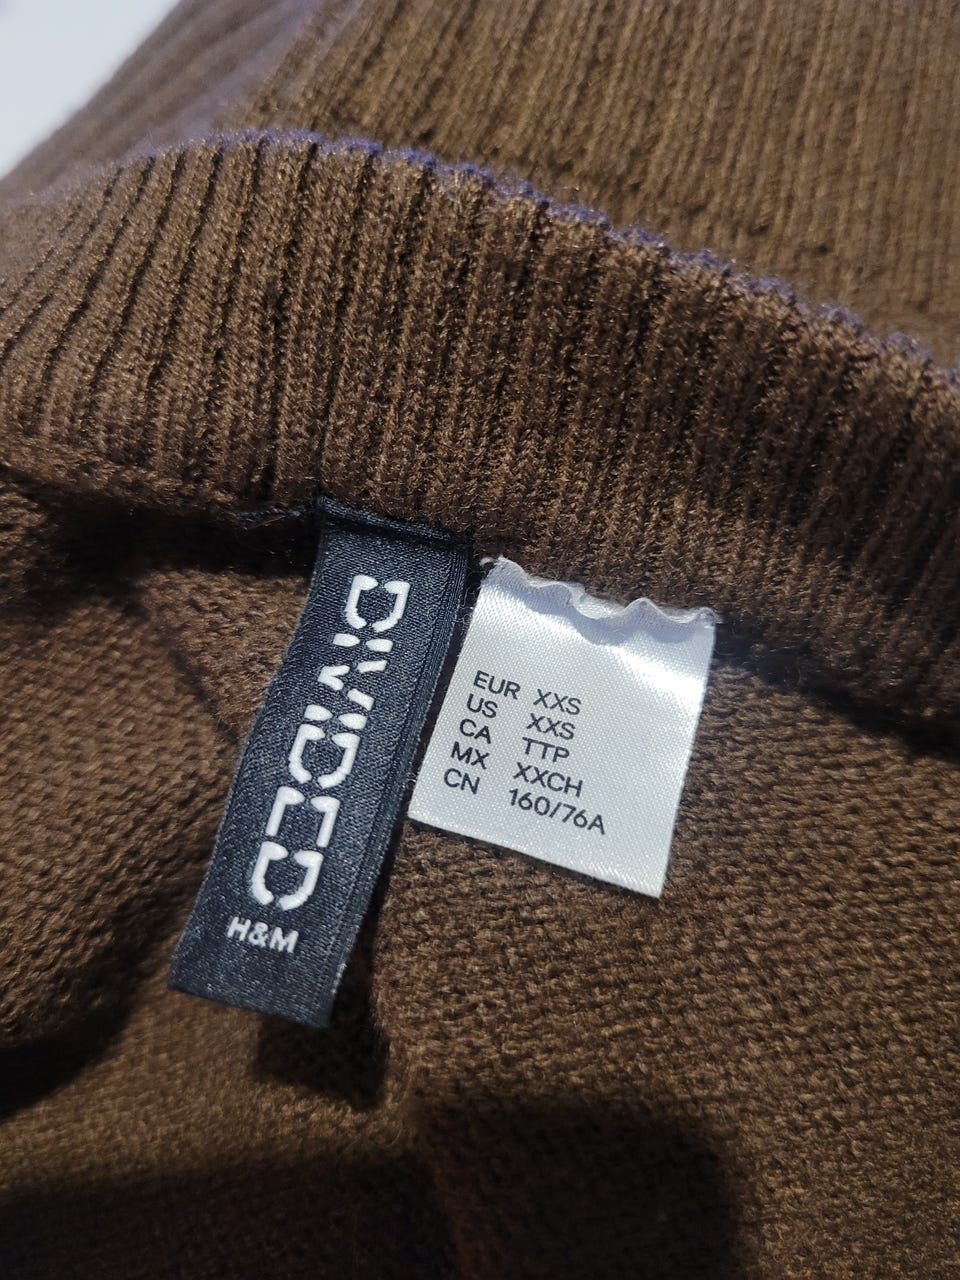 DIVIDED
H&M
EUR XXS
US XXS
CA TTP
MX XXCH
CN 160/76A